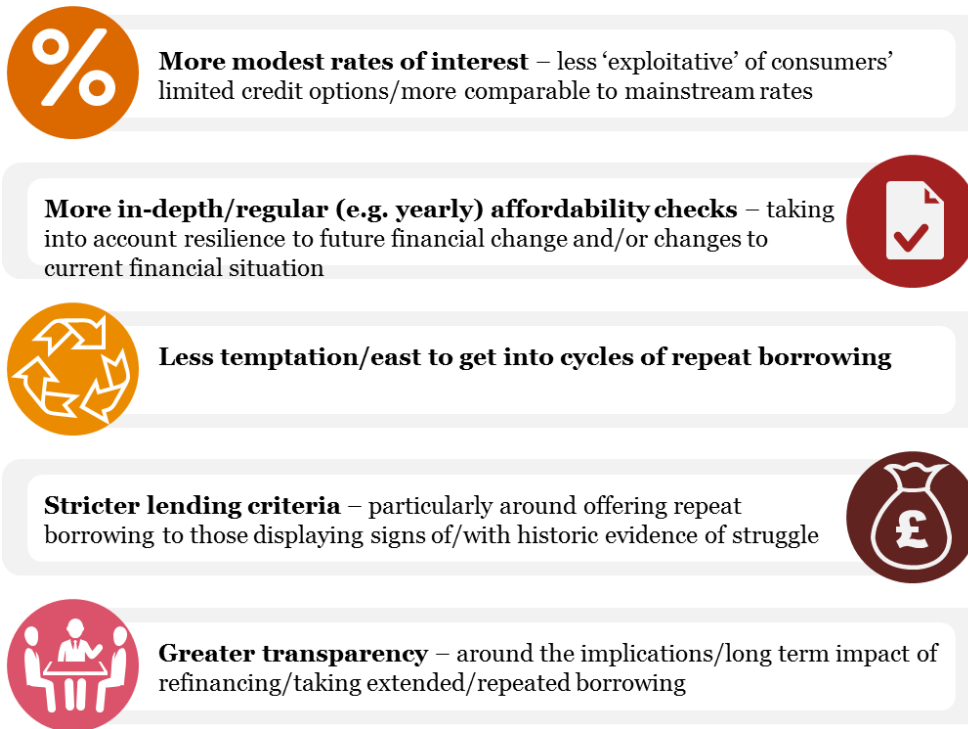 %
More modest rates of interest – less ‘exploitative’ of consumers’
limited credit options/more comparable to mainstream rates
More in-depth/regular (e.g. yearly) affordability checks – taking
into account resilience to future financial change and/or changes to
current financial situation
Less temptation/east to get into cycles of repeat borrowing
Stricter lending criteria – particularly around offering repeat
borrowing to those displaying signs of/with historic evidence of struggle
£
Greater transparency – around the implications/long term impact of
refinancing/taking extended/repeated borrowing